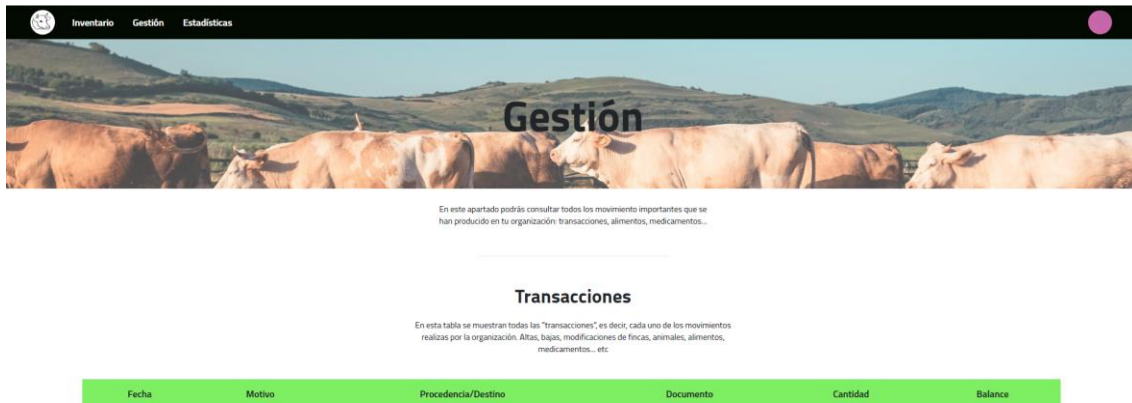 Inventario Gestión Estadísticas
Gestión
En este apartado podrás consultar todos los movimiento importantes que se
han producido en tu organización: transacciones, alimentos, medicamentos...
Transacciones
En esta tabla se muestran todas las "transacciones", es decir, cada uno de los movimientos
realizas por la organización. Altas, bajas, modificaciones de fincas, animales, alimentos,
medicamentos... etc
Fecha Motivo Procedencia/Destino Documento Cantidad Balance